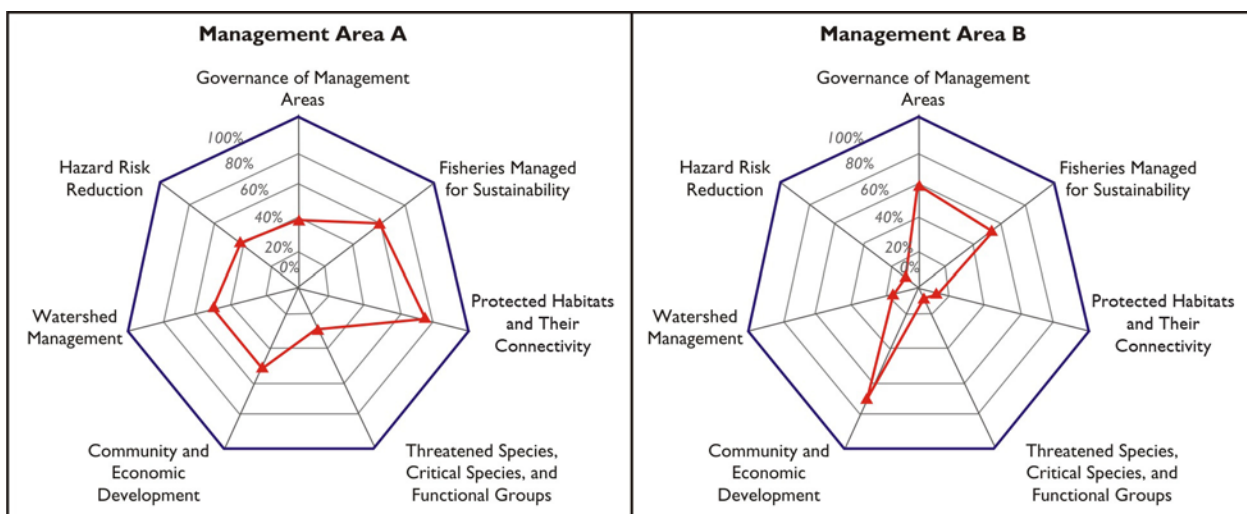 Management Area A
Governance of Management
Areas
100%
80%
60%
40%
20%
0%
Hazard Risk
Reduction
Fisheries Managed
for Sustainability
Watershed
Management
Protected Habitats
and Their
Connectivity
Community and
Economic
Development
Threatened Species,
Critical Species, and
Functional Groups
Management Area B
Governance of Management
Areas
100%
80%
60%
40%
20%
0%
Hazard Risk
Reduction
Fisheries Managed
for Sustainability
Watershed
Management
Protected Habitats
and Their
Connectivity
Community and
Economic
Development
Threatened Species,
Critical Species, and
Functional Groups